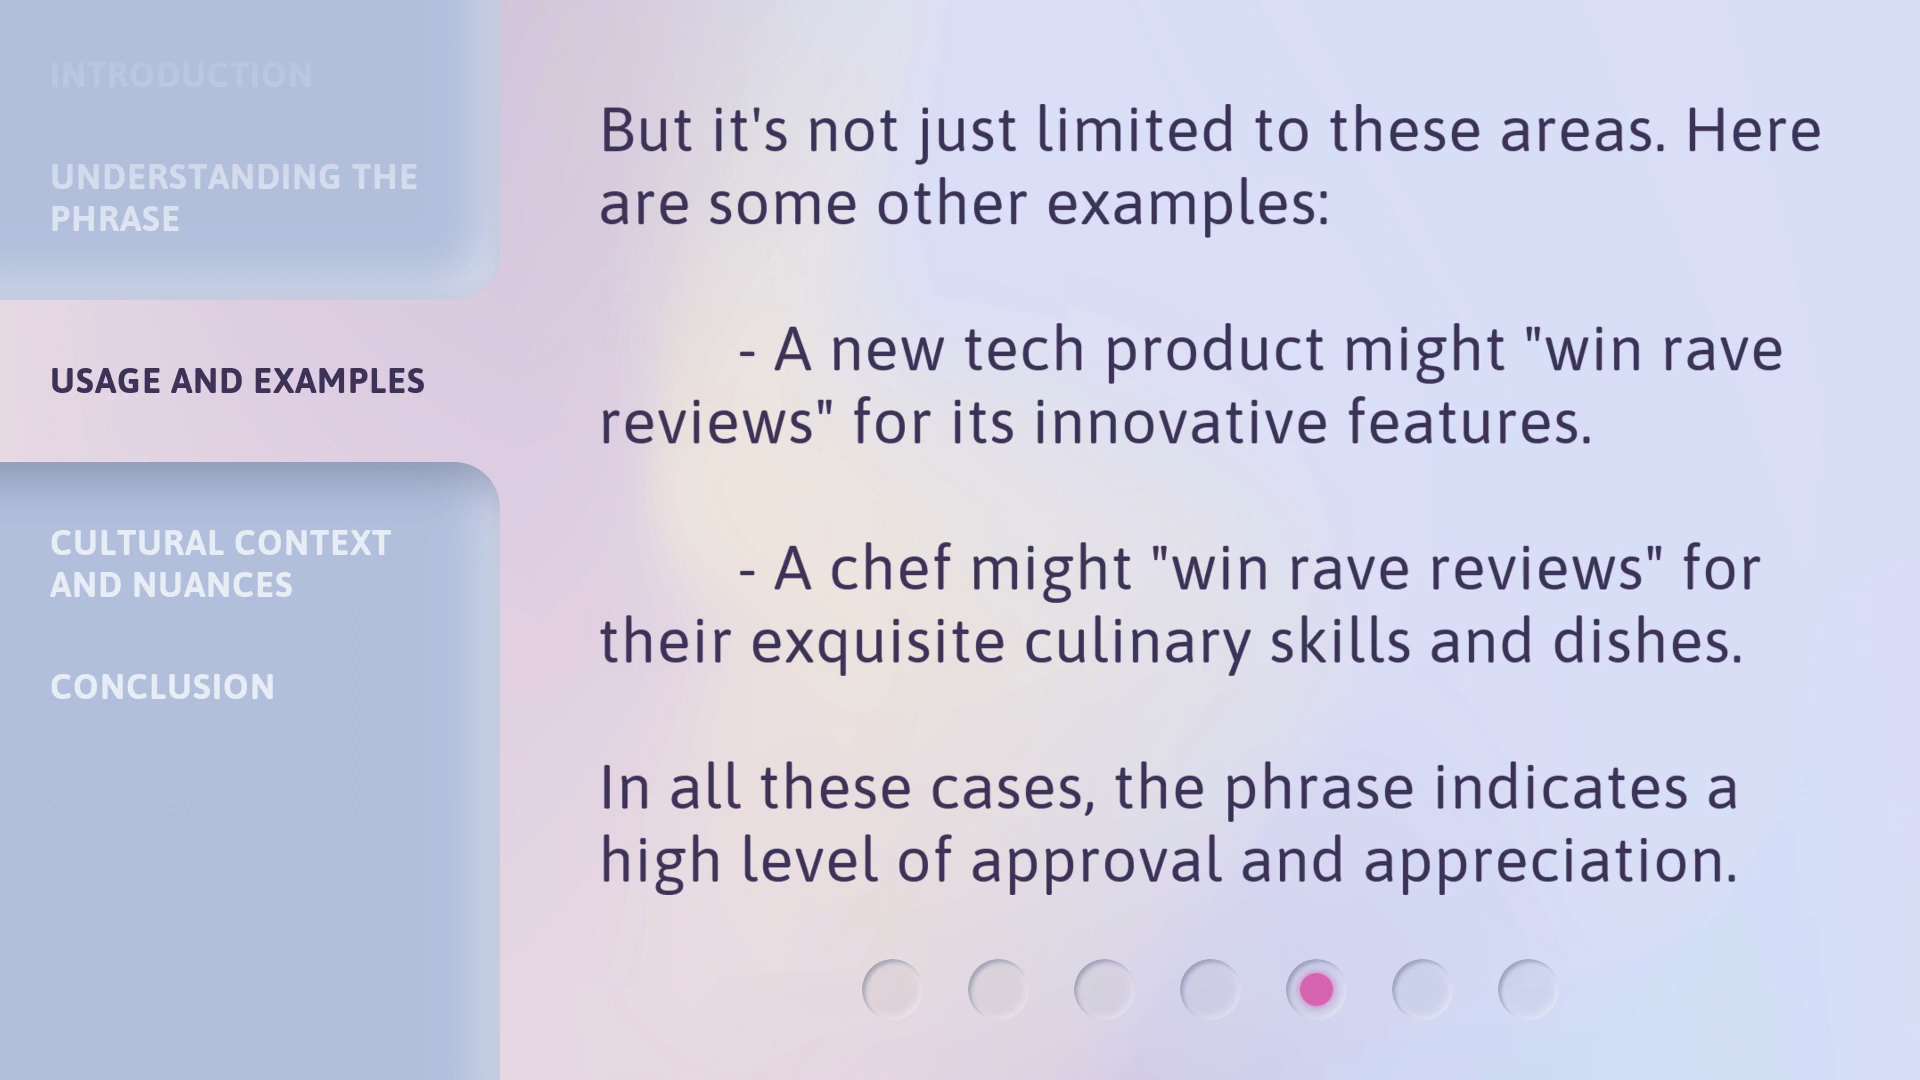 INTRODUCTION
UNDERSTANDING THE
PHRASE
USAGE AND EXAMPLES
CULTURAL CONTEXT
AND NUANCES
CONCLUSION
But it's not just limited to these areas. Here
are some other examples:
- A new tech product might "win rave
reviews" for its innovative features.
- A chef might "win rave reviews" for
their exquisite culinary skills and dishes.
In all these cases, the phrase indicates a
high level of approval and appreciation.